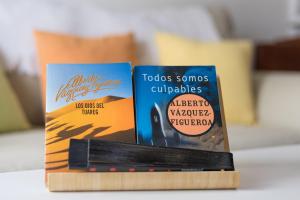 Alberto
Vázquez-Figueroa
LOS OJOS DEL
TUAREG
Todos somos
culpables
ALBERTO
VÁZQUEZ-
FIGUEROA